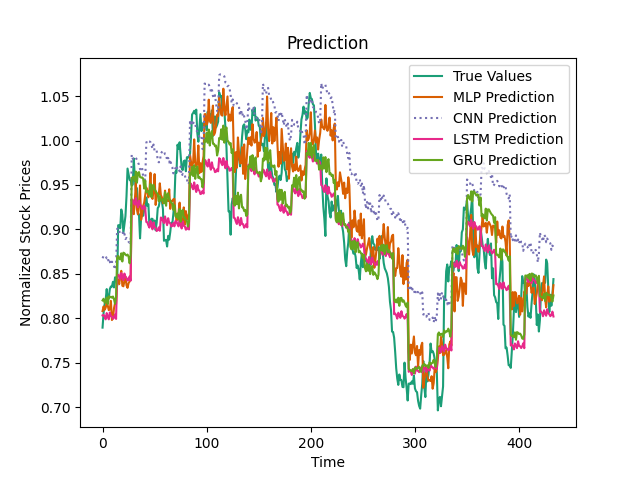 Prediction
True Values
MLP Prediction
CNN Prediction
LSTM Prediction
GRU Prediction
Normalized Stock Prices
1.05
1.00
0.95
0.90
0.85
0.80
0.75
0.70
0
100
200
300
400
Time